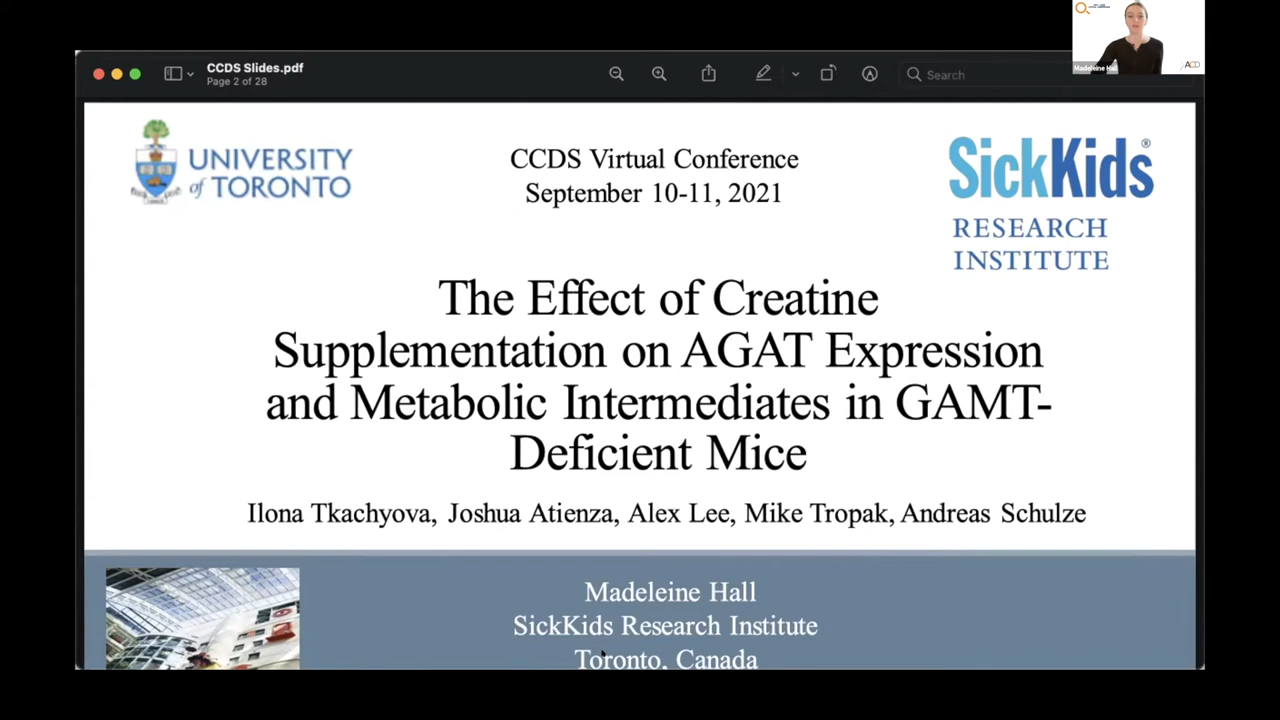 CCDS Slides.pdf
Page 2 of 28
Search
Madeleine Hall
UNIVERSITY
of TORONTO
CCDS Virtual Conference
September 10-11, 2021
SickKids®
RESEARCH
INSTITUTE
The Effect of Creatine
Supplementation on AGAT Expression
and Metabolic Intermediates in GAMT-
Deficient Mice
Ilona Tkachyova, Joshua Atienza, Alex Lee, Mike Tropak, Andreas Schulze
Madeleine Hall
SickKids Research Institute
Toronto, Canada